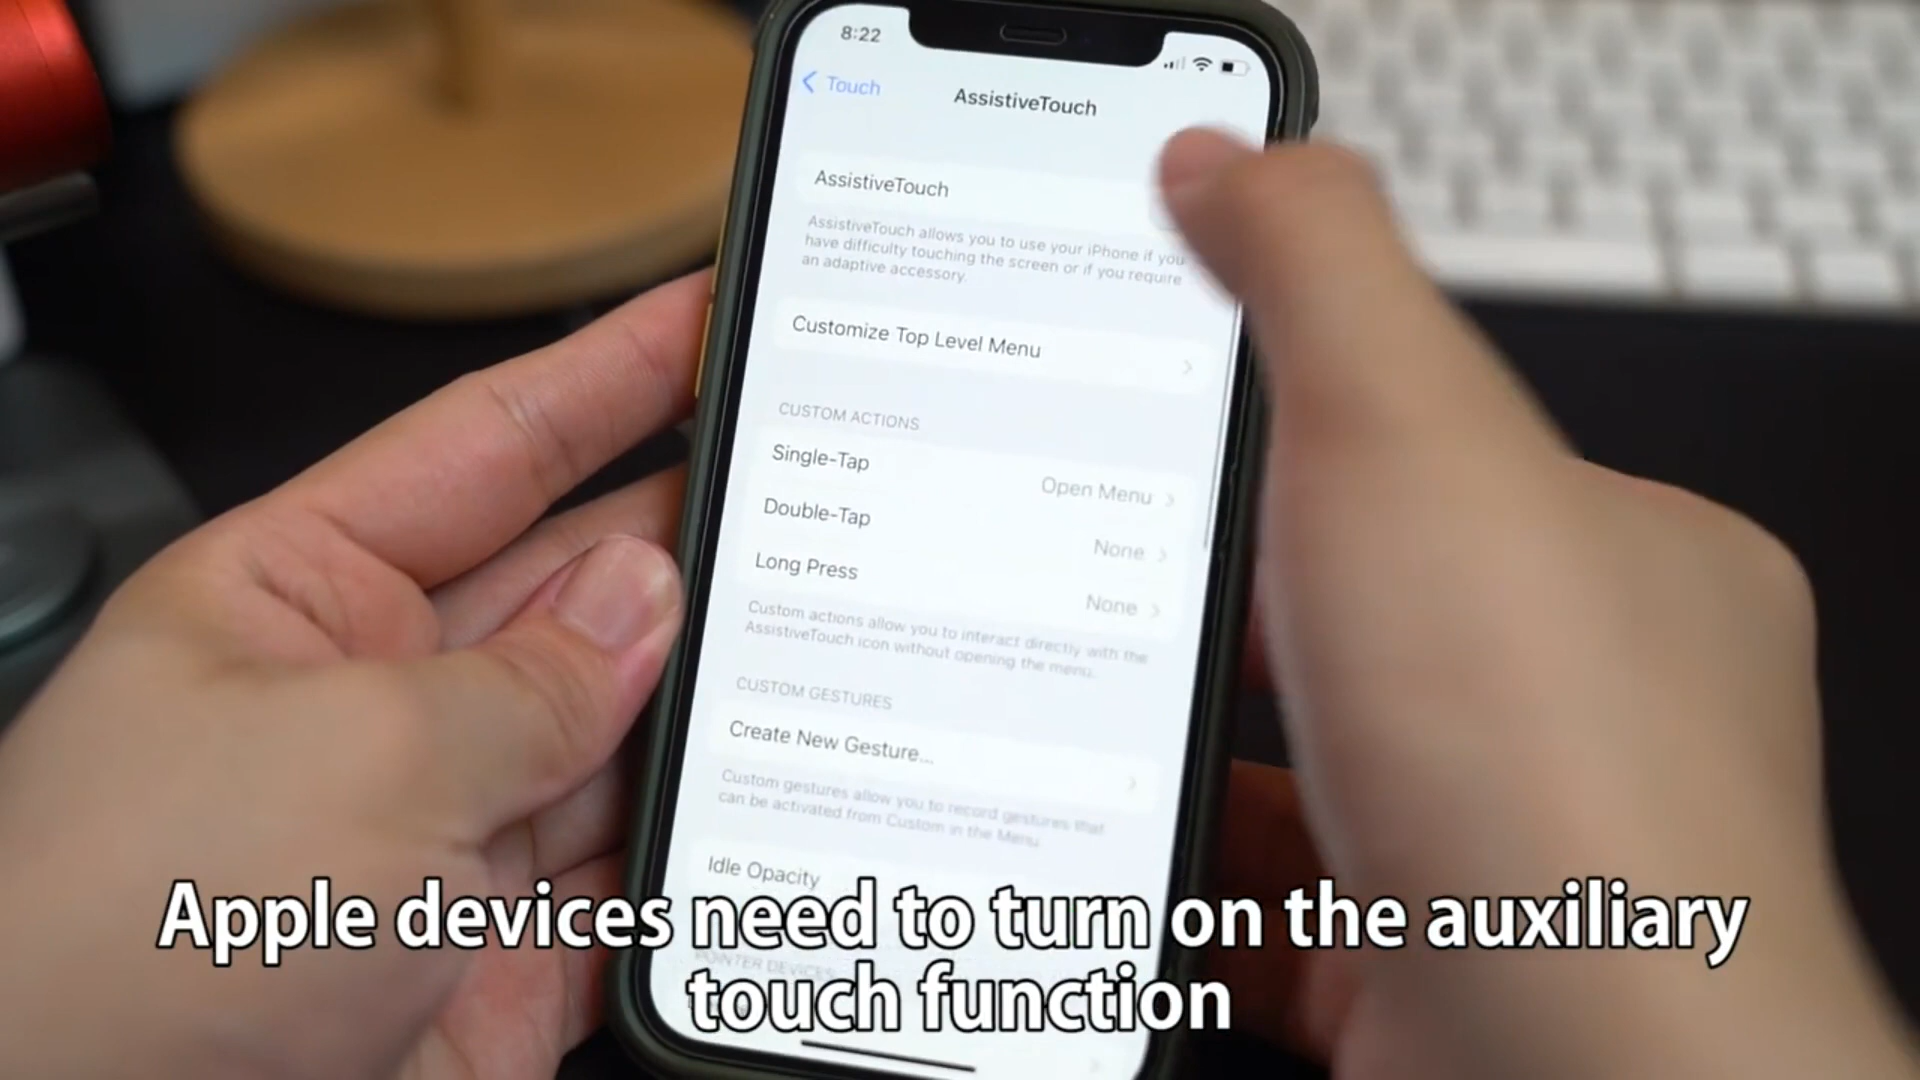 8:22
Touch
AssistiveTouch
AssistiveTouch
AssistiveTouch allows you to use your iPhone if you
have difficulty touching the screen or if you require
an adaptive accessory.
Customize Top Level Menu
CUSTOM ACTIONS
Single-Tap Open Menu
Double-Tap None
Long Press None
Custom actions allow you to interact directly with the
AssistiveTouch icon without opening the menu.
CUSTOM GESTURES
Create New Gesture...
Custom gestures allow you to record gestures that
can be activated from Custom in the Menu.
Idle Opacity
Apple devices need to turn on the auxiliary
POINTER DEVICES
touch function